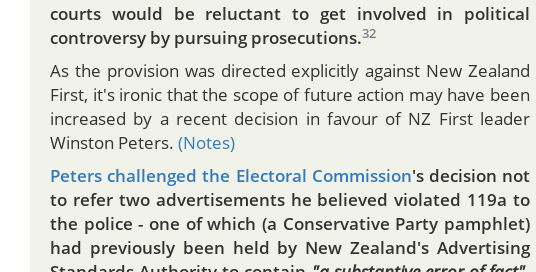 courts would be reluctant to get involved in political
controversy by pursuing prosecutions.32
As the provision was directed explicitly against New Zealand
First, it's ironic that the scope of future action may have been
increased by a recent decision in favour of NZ First leader
Winston Peters. (Notes)
Peters challenged the Electoral Commission's decision not
to refer two advertisements he believed violated 119a to
the police - one of which (a Conservative Party pamphlet)
had previously been held by New Zealand's Advertising
Standards Authority to contain "a substantive error of fact"